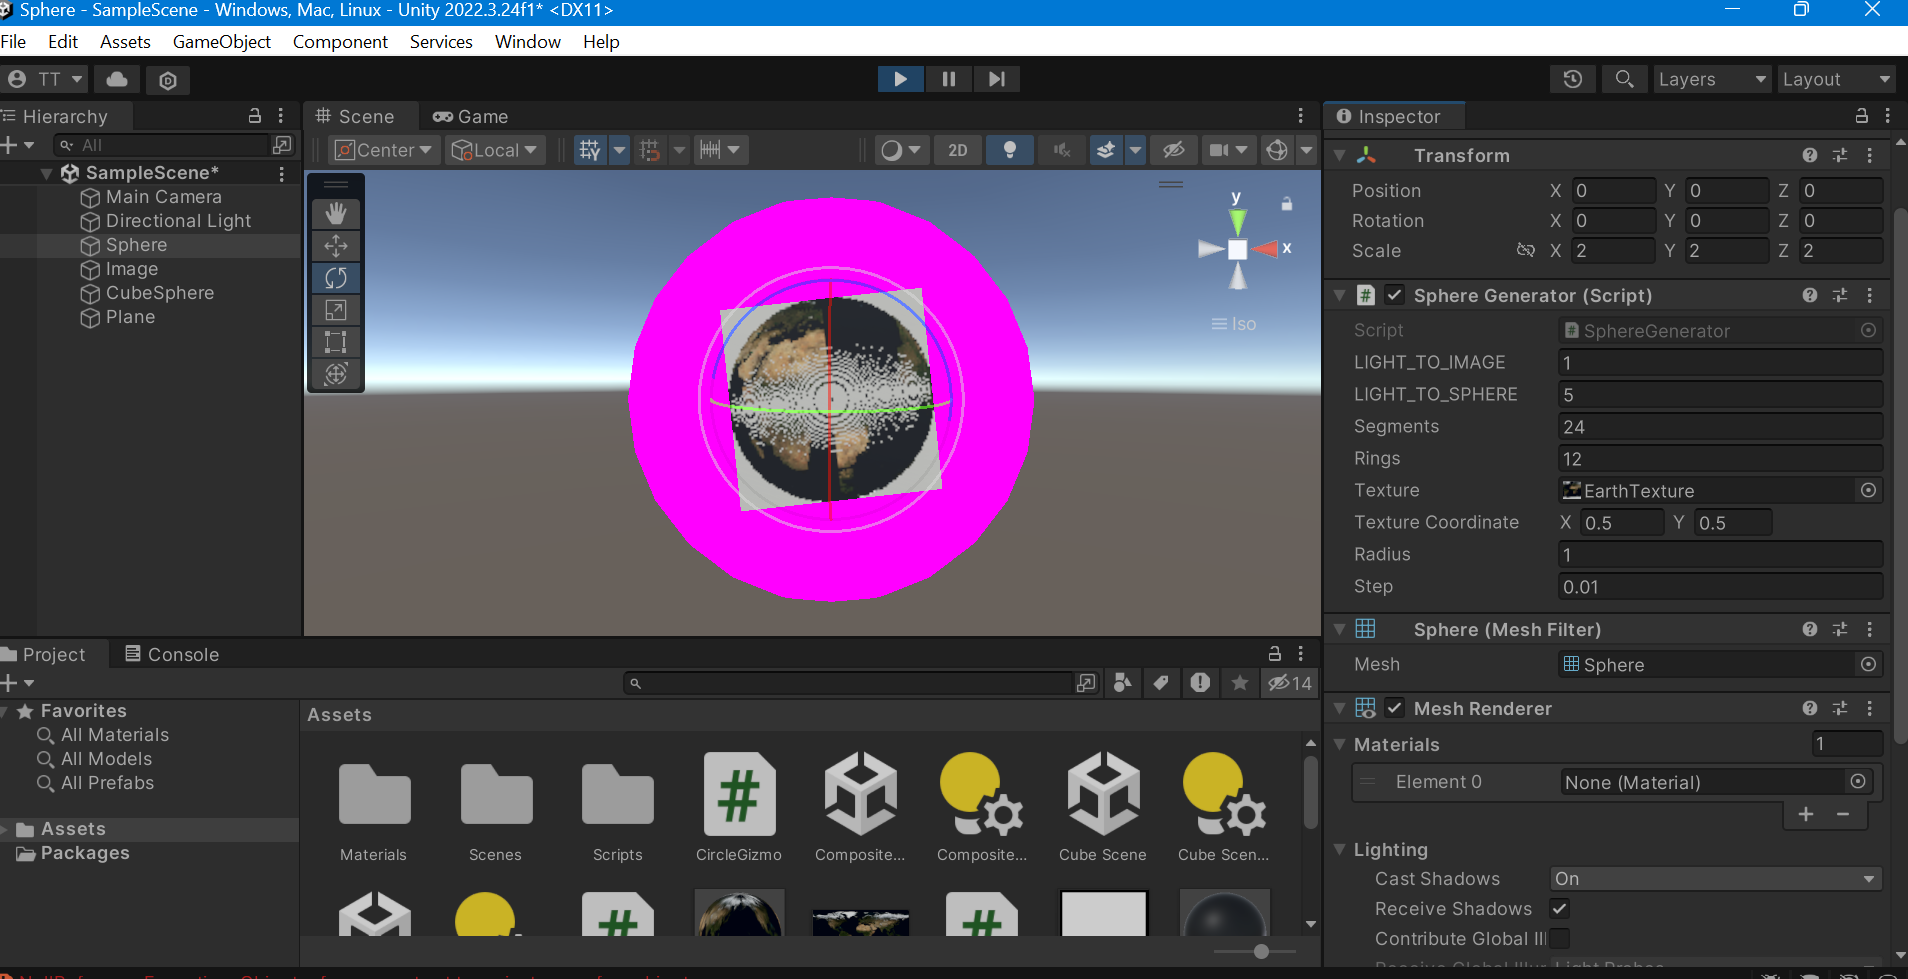 Sphere - SampleScene - Windows, Mac, Linux - Unity 2022.3.24f1* <DX11>
File Edit Assets GameObject Component Services Window Help
TT Layers Layout
Hierarchy
All
SampleScene*
Main Camera
Directional Light
Sphere
Image
CubeSphere
Plane
Scene Game
Center Local 2D
y
x
Iso
Inspector
Transform
Position X 0 Y 0 Z 0
Rotation X 0 Y 0 Z 0
Scale X 2 Y 2 Z 2
# Sphere Generator (Script)
Script # SphereGenerator
LIGHT_TO_IMAGE 1
LIGHT_TO_SPHERE 5
Segments 24
Rings 12
Texture EarthTexture
Texture Coordinate X 0.5 Y 0.5
Radius 1
Step 0.01
Sphere (Mesh Filter)
Mesh Sphere
Mesh Renderer
Materials 1
Element 0 None (Material)
+ −
Lighting
Cast Shadows On
Receive Shadows
Contribute Global Ill
Project Console
14
Favorites
All Materials
All Models
All Prefabs
Assets
Packages
Assets
Materials Scenes Scripts CircleGizmo Composite... Composite... Cube Scene Cube Scen...